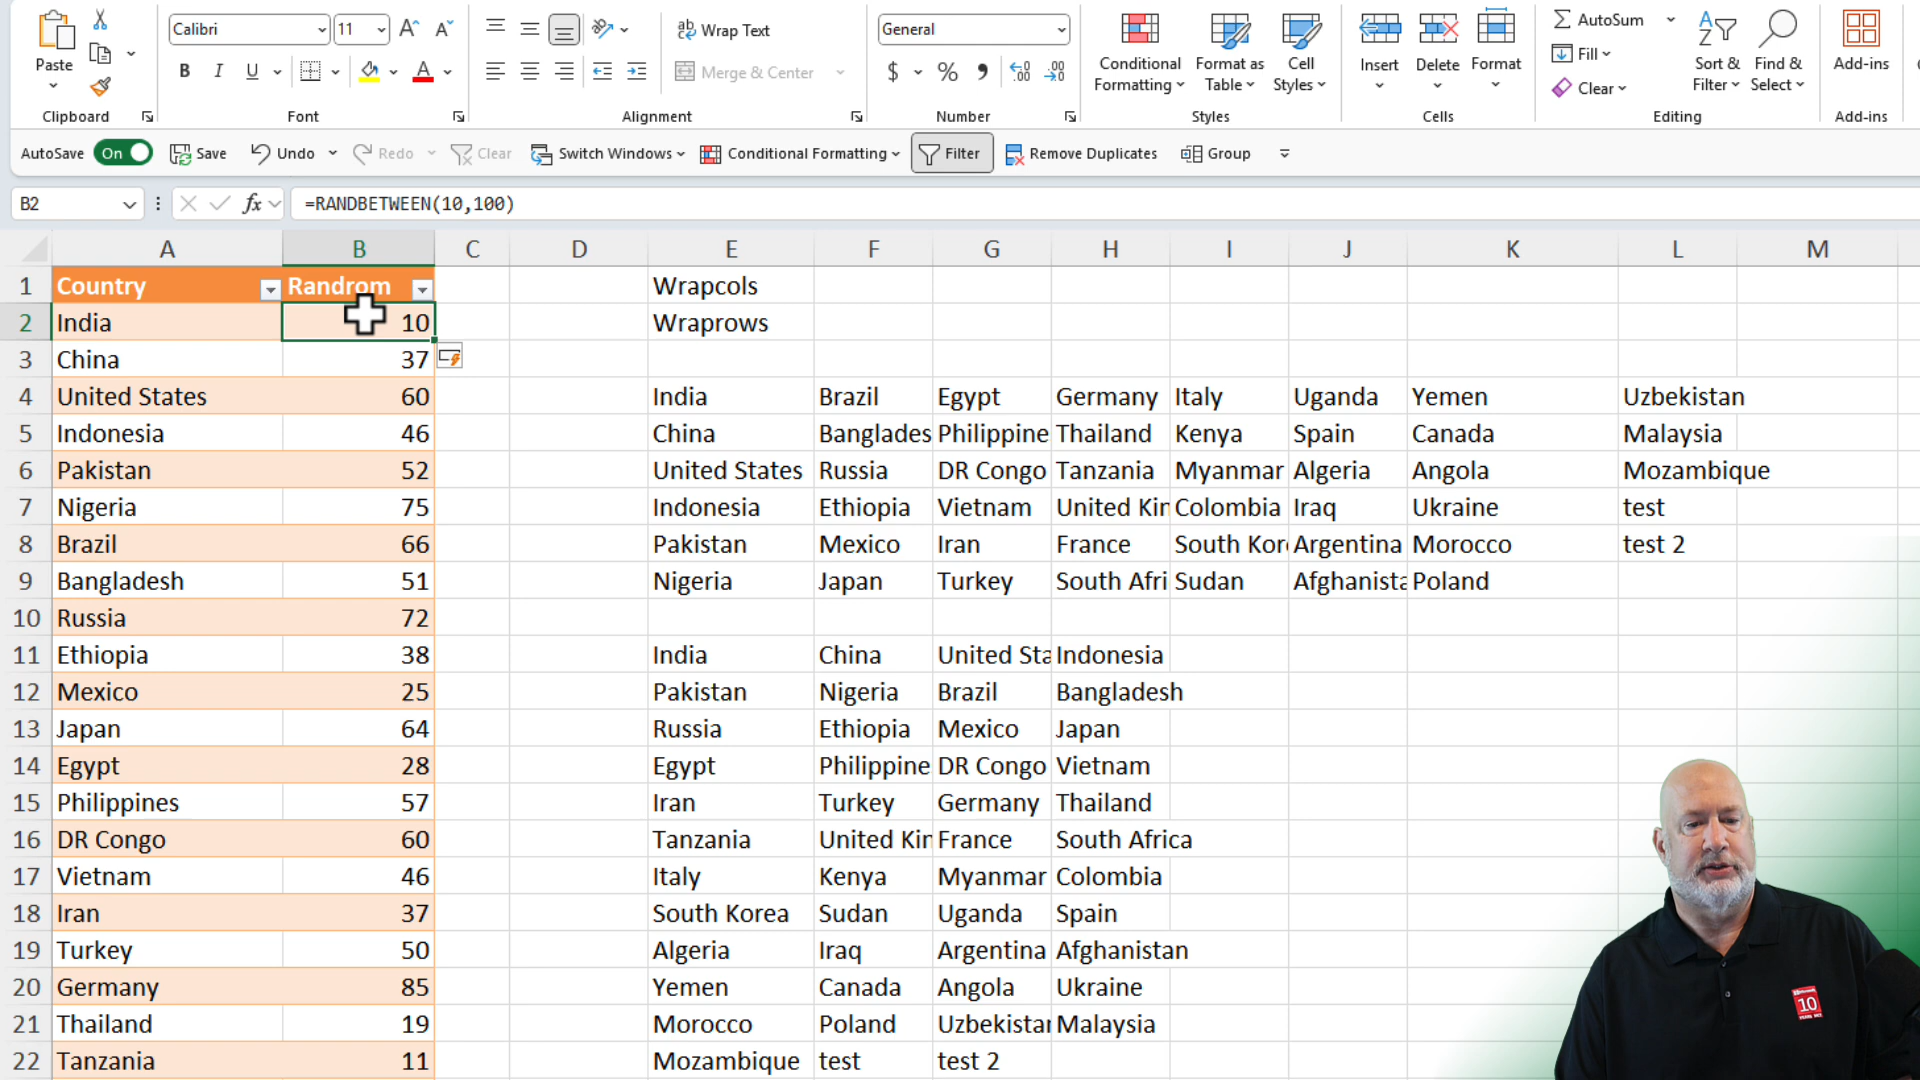 Paste
Clipboard
Calibri 11 A^ Aˇ
B I U A
Font
ab Wrap Text
Merge & Center
Alignment
General
$ % 9
Number
Conditional Formatting
Format as Table
Cell Styles
Styles
Insert
Delete
Format
Cells
AutoSum
Fill
Clear
Sort & Filter
Find & Select
Editing
Add-ins
Add-ins
AutoSave On Save Undo Redo Clear Switch Windows Conditional Formatting Filter Remove Duplicates Group
B2 fx =RANDBETWEEN(10,100)
A B C D E F G H I J K L M
1 Country Randrom Wrapcols
2 India 10 Wraprows
3 China 37
4 United States 60 India Brazil Egypt Germany Italy Uganda Yemen Uzbekistan
5 Indonesia 46 China Banglades Philippine Thailand Kenya Spain Canada Malaysia
6 Pakistan 52 United States Russia DR Congo Tanzania Myanmar Algeria Angola Mozambique
7 Nigeria 75 Indonesia Ethiopia Vietnam United Kin Colombia Iraq Ukraine test
8 Brazil 66 Pakistan Mexico Iran France South Kor Argentina Morocco test 2
9 Bangladesh 51 Nigeria Japan Turkey South Afri Sudan Afghanista Poland
10 Russia 72
11 Ethiopia 38 India China United Sta Indonesia
12 Mexico 25 Pakistan Nigeria Brazil Bangladesh
13 Japan 64 Russia Ethiopia Mexico Japan
14 Egypt 28 Egypt Philippine DR Congo Vietnam
15 Philippines 57 Iran Turkey Germany Thailand
16 DR Congo 60 Tanzania United Kin France South Africa
17 Vietnam 46 Italy Kenya Myanmar Colombia
18 Iran 37 South Korea Sudan Uganda Spain
19 Turkey 50 Algeria Iraq Argentina Afghanistan
20 Germany 85 Yemen Canada Angola Ukraine
21 Thailand 19 Morocco Poland Uzbekistan Malaysia
22 Tanzania 11 Mozambique test test 2
10